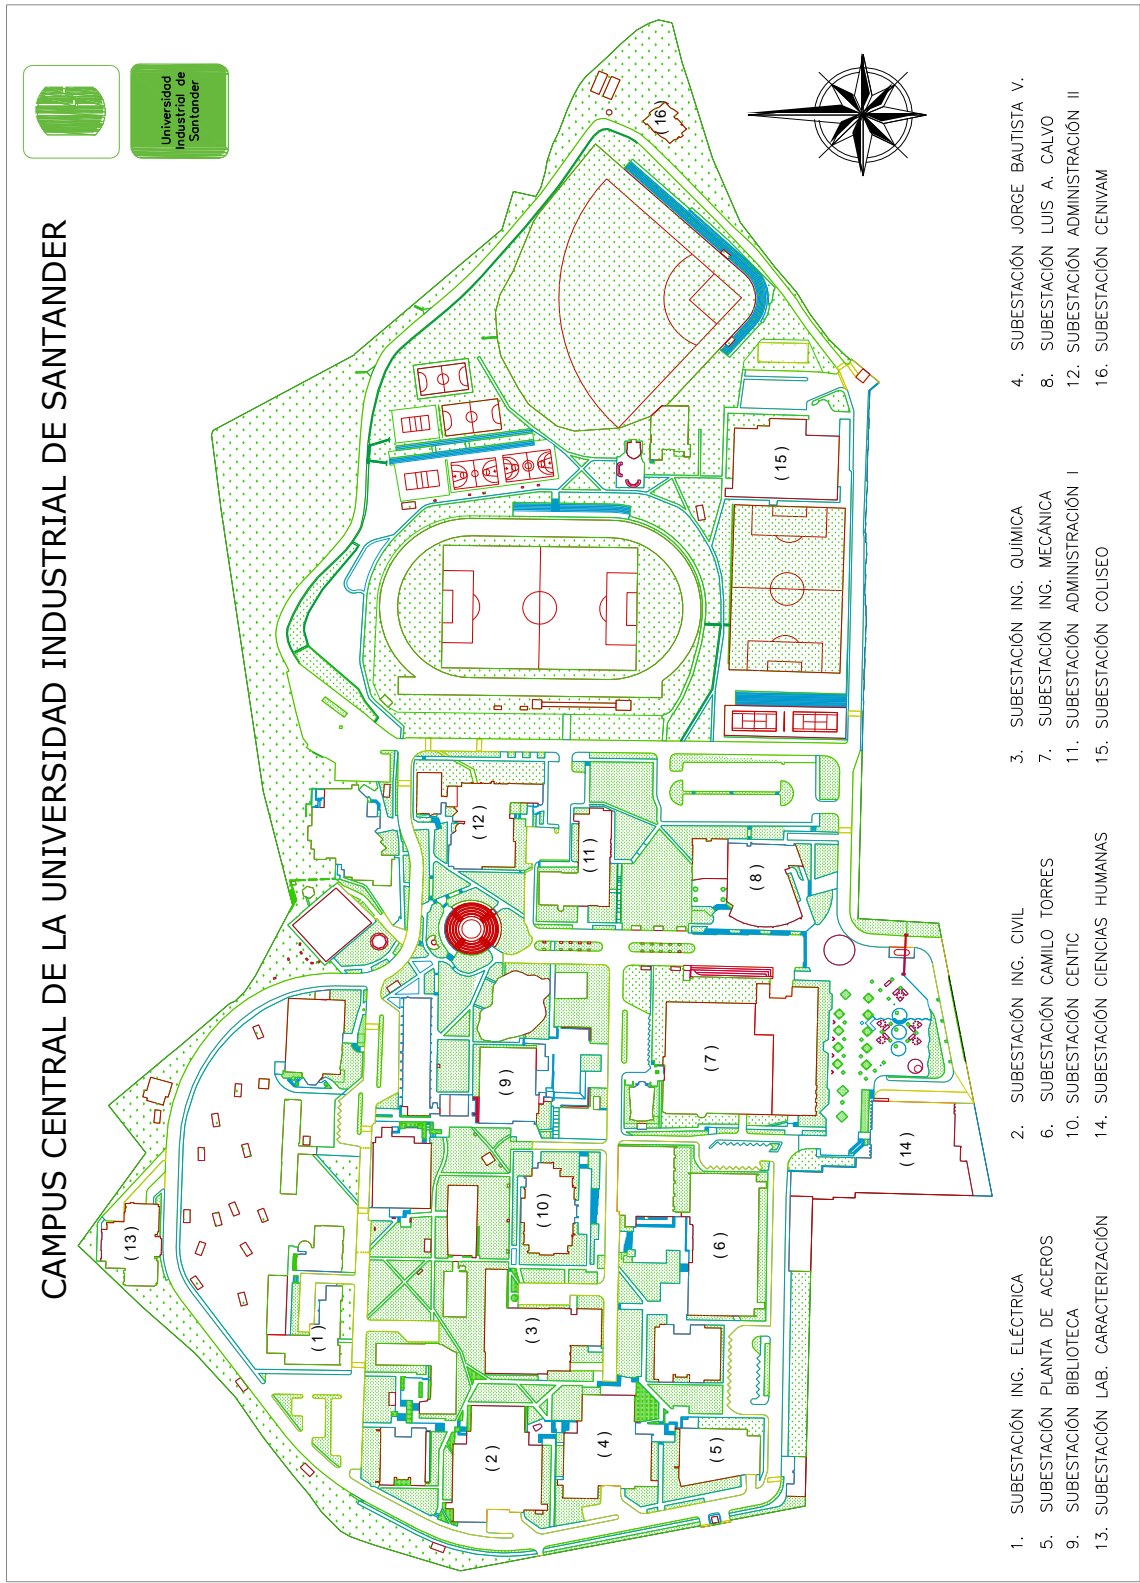 CAMPUS CENTRAL DE LA UNIVERSIDAD INDUSTRIAL DE SANTANDER
Universidad
Industrial de
Santander
(13)
(1)
(12)
(11)
(16)
(15)
(8)
(9)
(7)
(10)
(3)
(6)
(2)
(4)
(5)
(14)
1. SUBESTACIÓN ING. ELÉCTRICA
2. SUBESTACIÓN ING. CIVIL
3. SUBESTACIÓN ING. QUÍMICA
4. SUBESTACIÓN JORGE BAUTISTA V.
5. SUBESTACIÓN PLANTA DE ACEROS
6. SUBESTACIÓN CAMILO TORRES
7. SUBESTACIÓN ING. MECÁNICA
8. SUBESTACIÓN LUIS A. CALVO
9. SUBESTACIÓN BIBLIOTECA
10. SUBESTACIÓN CENTIC
11. SUBESTACIÓN ADMINISTRACIÓN I
12. SUBESTACIÓN ADMINISTRACIÓN II
13. SUBESTACIÓN LAB. CARACTERIZACIÓN
14. SUBESTACIÓN CIENCIAS HUMANAS
15. SUBESTACIÓN COLISEO
16. SUBESTACIÓN CENIVAM